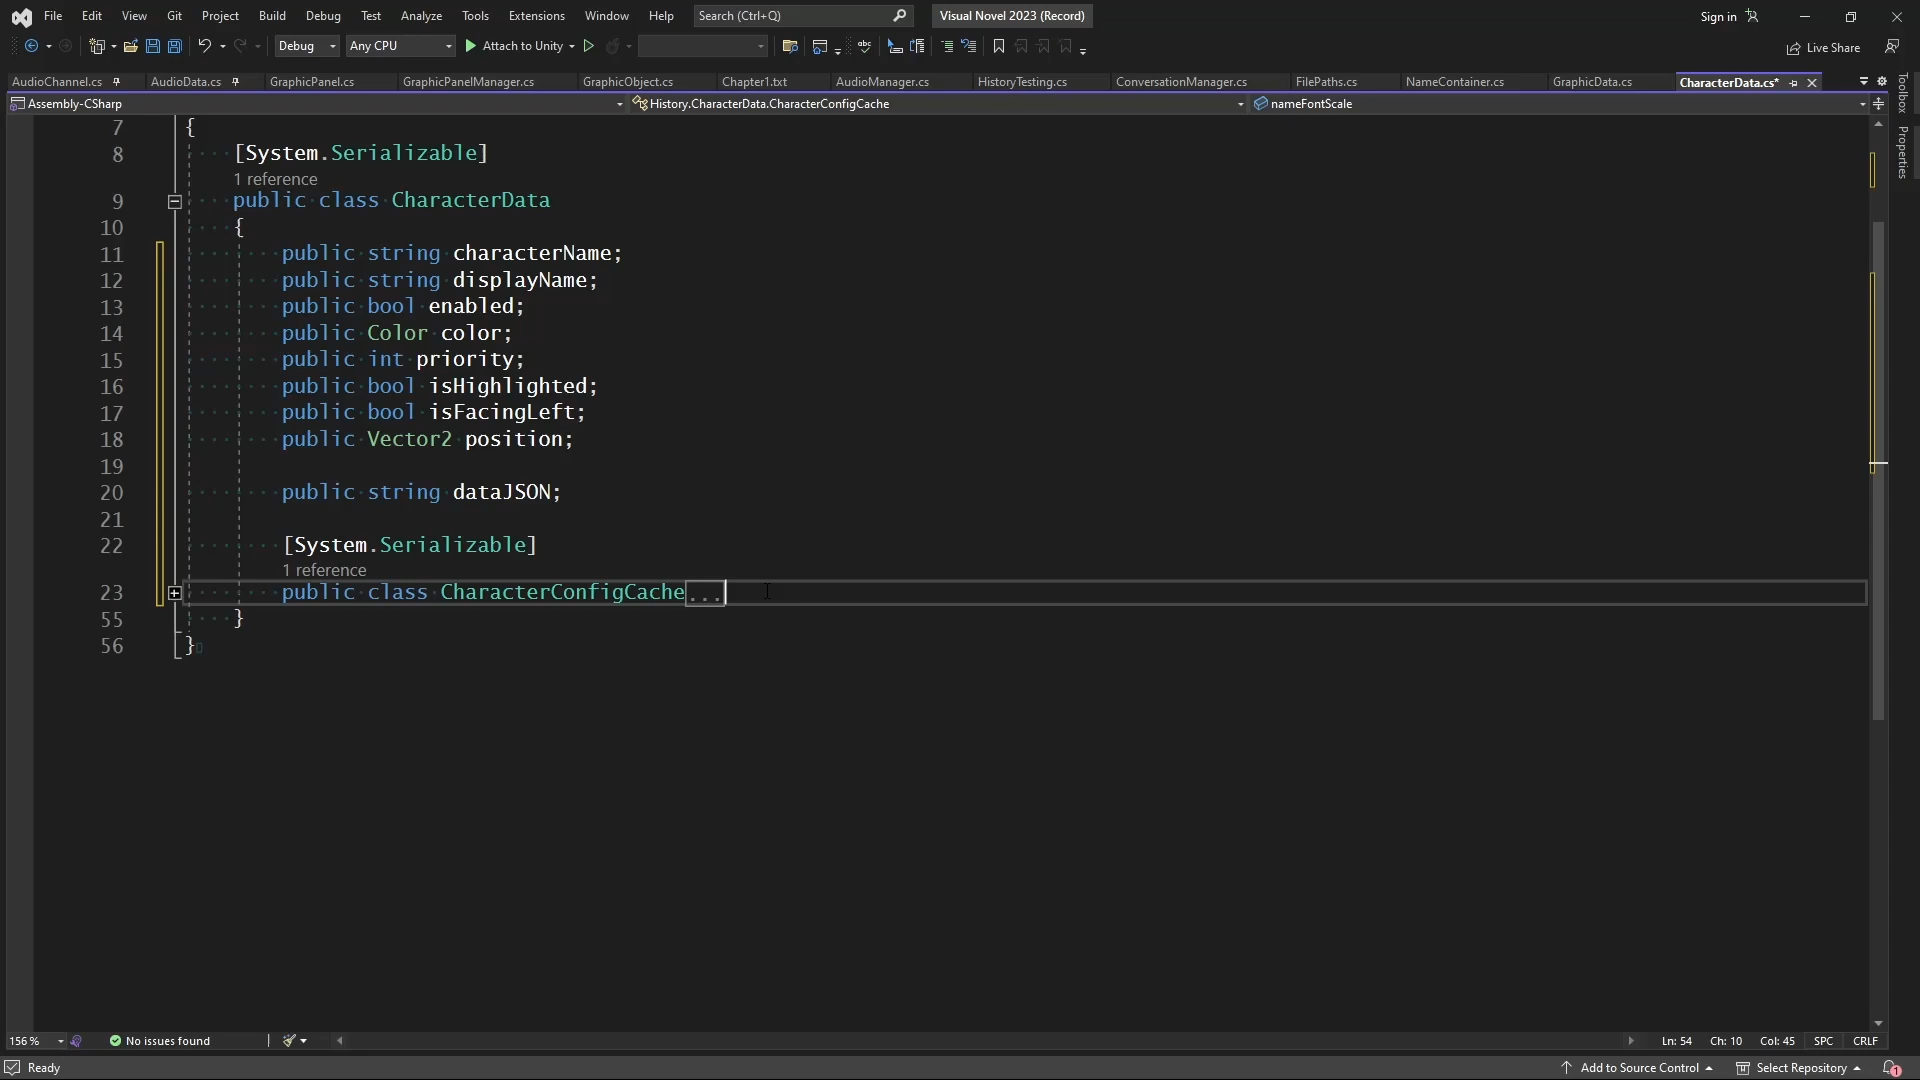 File Edit View Git Project Build Debug Test Analyze Tools Extensions Window Help Search (Ctrl+Q) Visual Novel 2023 (Record) Sign in
Debug Any CPU Attach to Unity Live Share
AudioChannel.cs AudioData.cs GraphicPanel.cs GraphicPanelManager.cs GraphicObject.cs Chapter1.txt AudioManager.cs HistoryTesting.cs ConversationManager.cs FilePaths.cs NameContainer.cs GraphicData.cs CharacterData.cs*
Assembly-CSharp History.CharacterData.CharacterConfigCache nameFontScale
Toolbox
Properties
7 {
8 [System.Serializable]
1 reference
9 public class CharacterData
10 {
11 public string characterName;
12 public string displayName;
13 public bool enabled;
14 public Color color;
15 public int priority;
16 public bool isHighlighted;
17 public bool isFacingLeft;
18 public Vector2 position;
19
20 public string dataJSON;
21
22 [System.Serializable]
1 reference
23 public class CharacterConfigCache...
55 }
56 }
156 % No issues found Ln: 54 Ch: 10 Col: 45 SPC CRLF
Ready Add to Source Control Select Repository 1